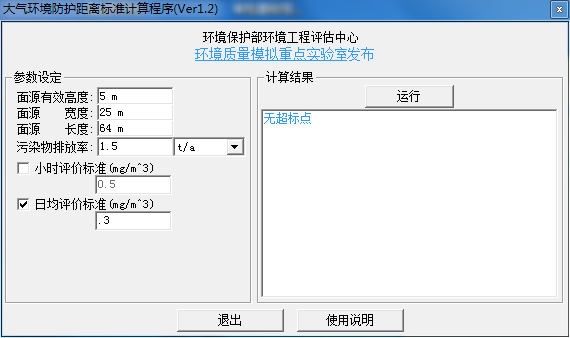 大气环境防护距离标准计算程序(Ver1.2)
环境保护部环境工程评估中心
环境质量模拟重点实验室发布
参数设定
面源有效高度: 5 m
面源 宽度: 25 m
面源 长度: 64 m
污染物排放率: 1.5 t/a
小时评价标准(mg/m^3)
0.5
日均评价标准(mg/m^3)
.3
计算结果
运行
无超标点
退出 使用说明